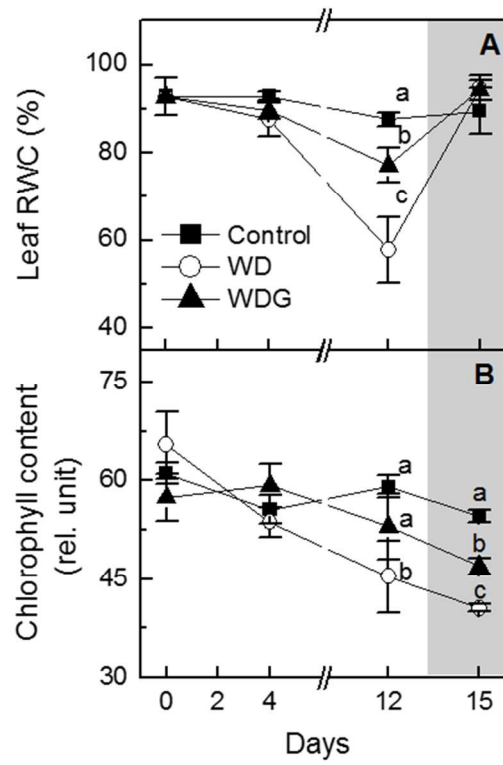 A
100
80
60
40
Leaf RWC (%)
a
b
c
Control
WD
WDG
B
75
60
45
30
Chlorophyll content
(rel. unit)
a
a
b
a
b
c
0 2 4 12 15
Days